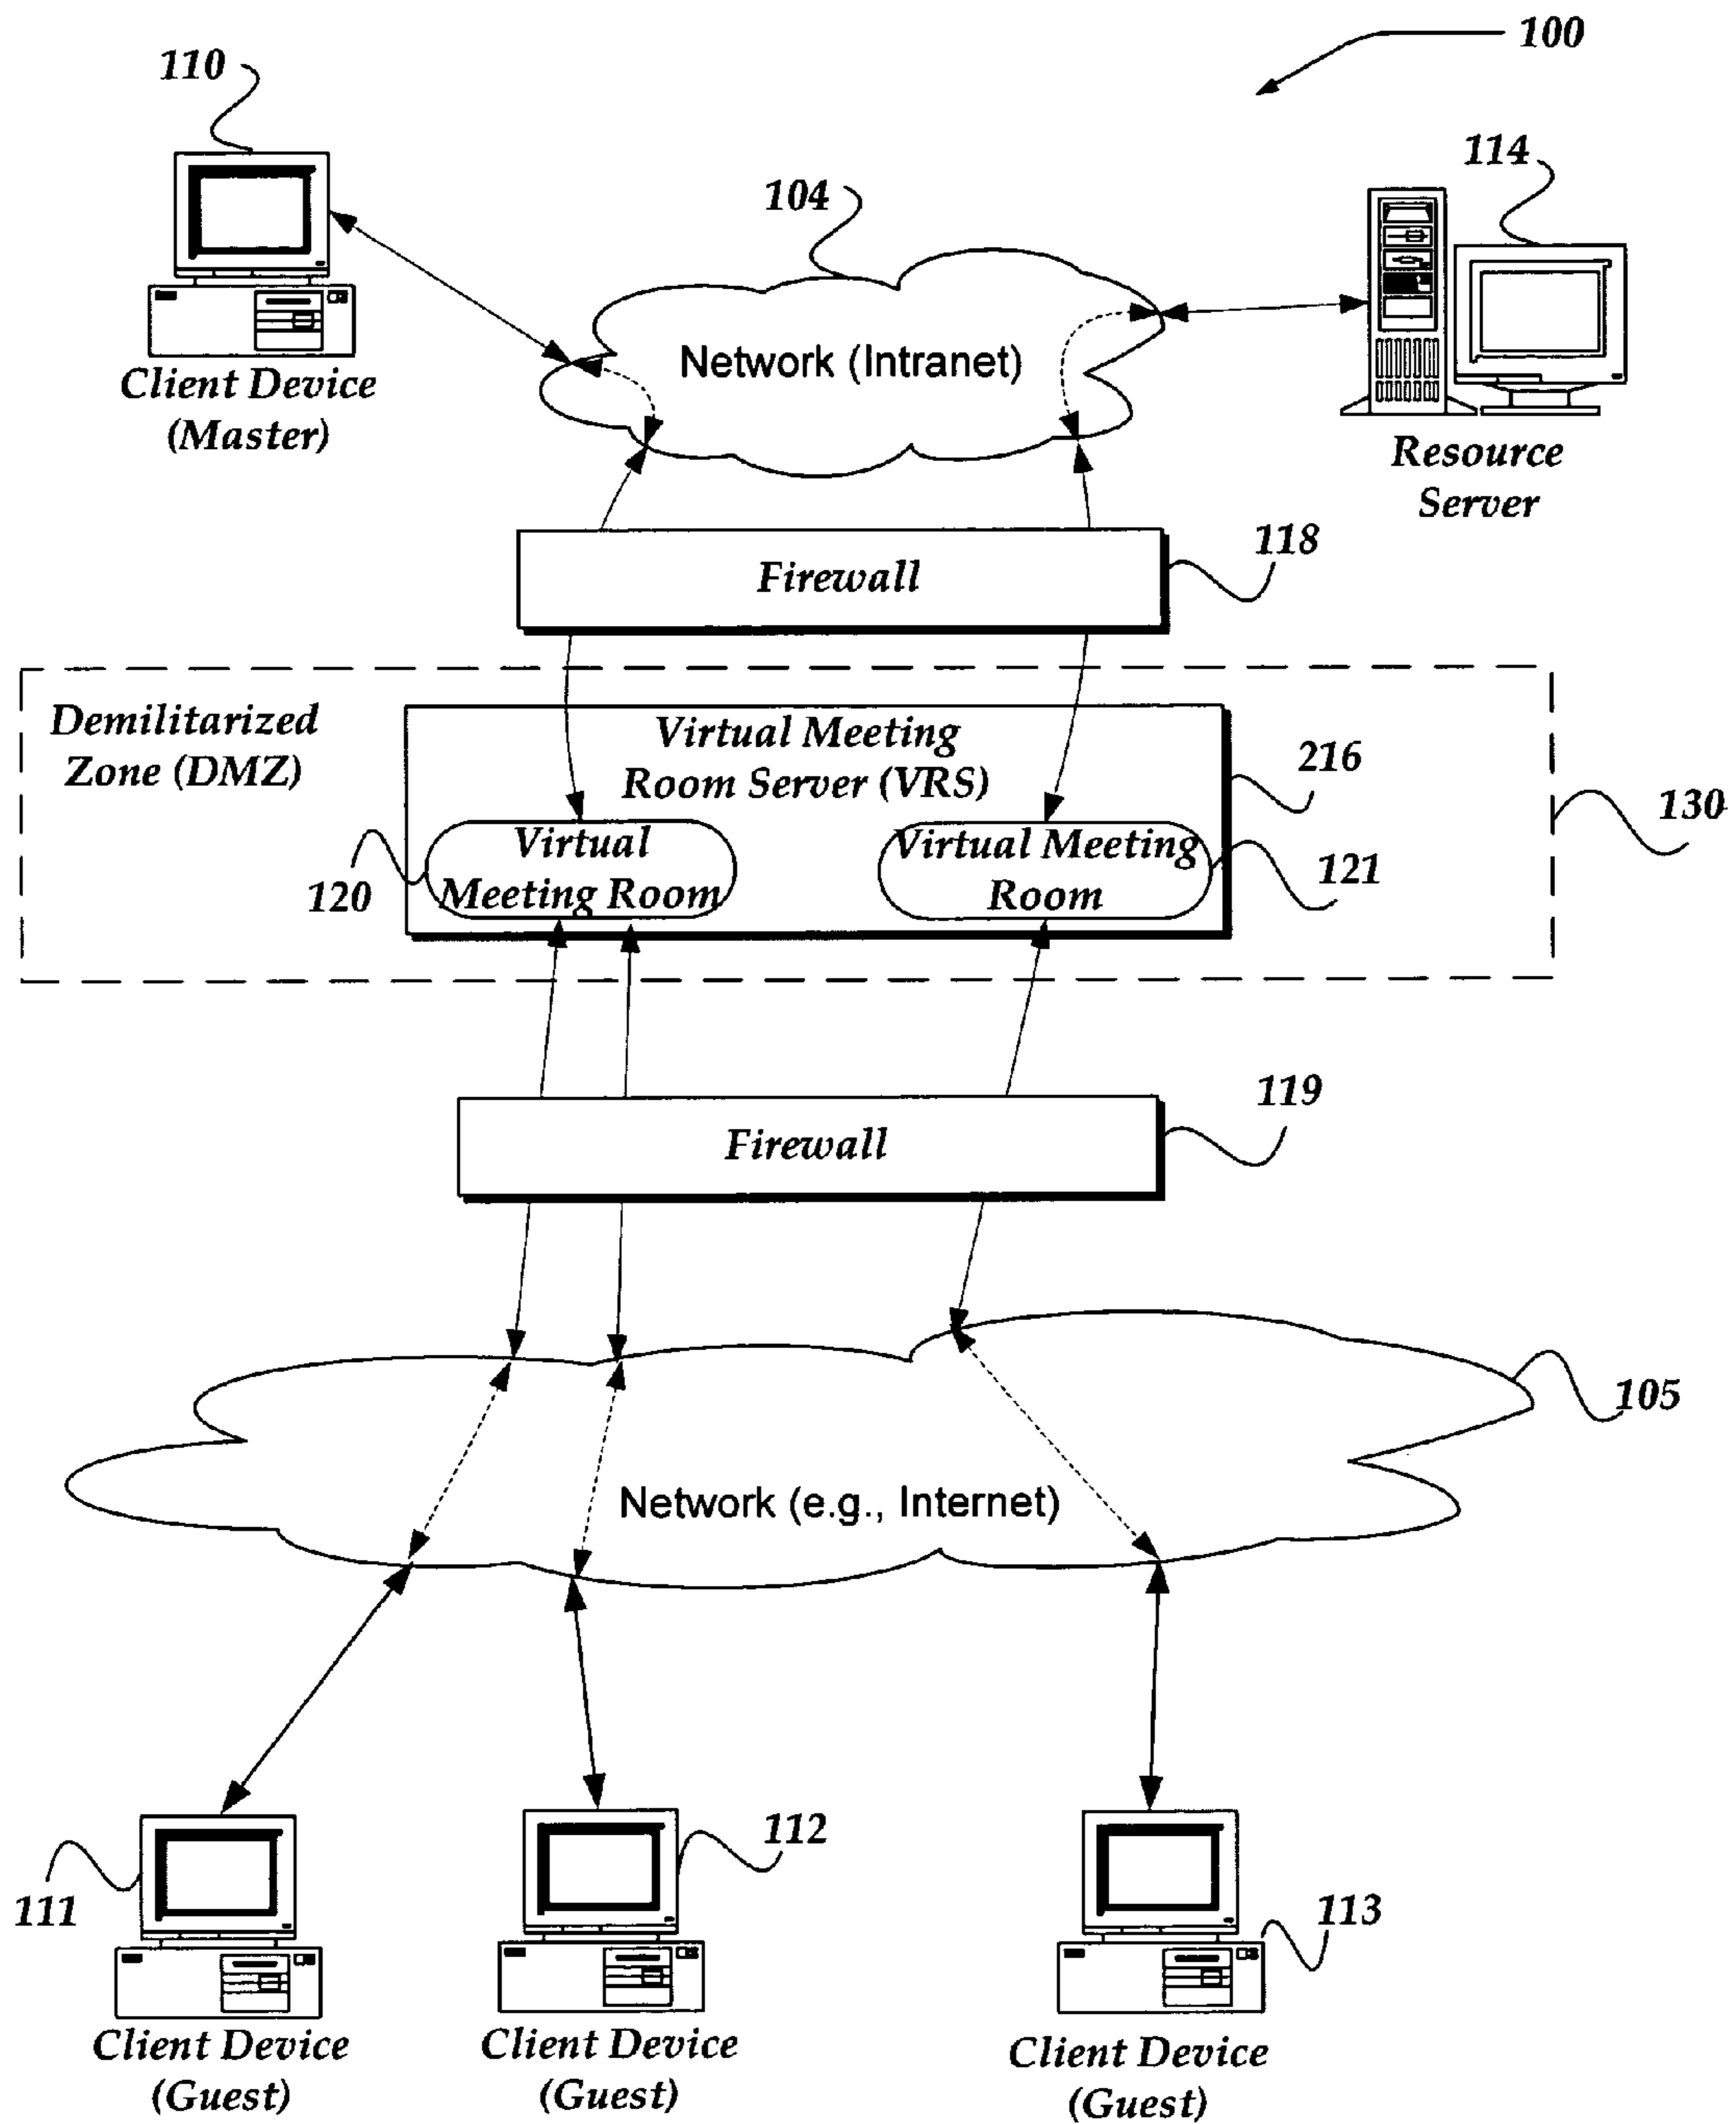 100
110
114
104
Network (Intranet)
Client Device
(Master)
Resource
Server
118
Firewall
Demilitarized
Zone (DMZ)
Virtual Meeting
Room Server (VRS)
216
130
Virtual
Meeting Room
Virtual Meeting
Room
120
121
119
Firewall
105
Network (e.g., Internet)
111
112
113
Client Device
(Guest)
Client Device
(Guest)
Client Device
(Guest)